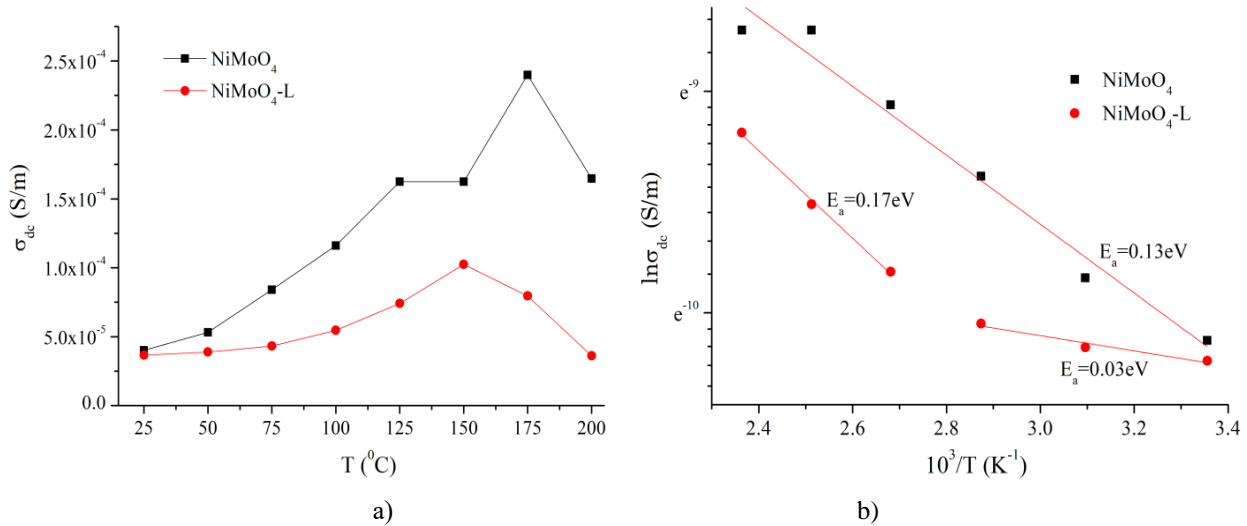 2.5x10⁻⁴
2.0x10⁻⁴
1.5x10⁻⁴
1.0x10⁻⁴
5.0x10⁻⁵
0.0
σdc (S/m)
NiMoO₄
NiMoO₄-L
25 50 75 100 125 150 175 200
T (⁰C)
a)
e⁻⁹
e⁻¹⁰
lnσdc (S/m)
NiMoO₄
NiMoO₄-L
Eₐ=0.17eV
Eₐ=0.13eV
Eₐ=0.03eV
2.4 2.6 2.8 3.0 3.2 3.4
10³/T (K⁻¹)
b)